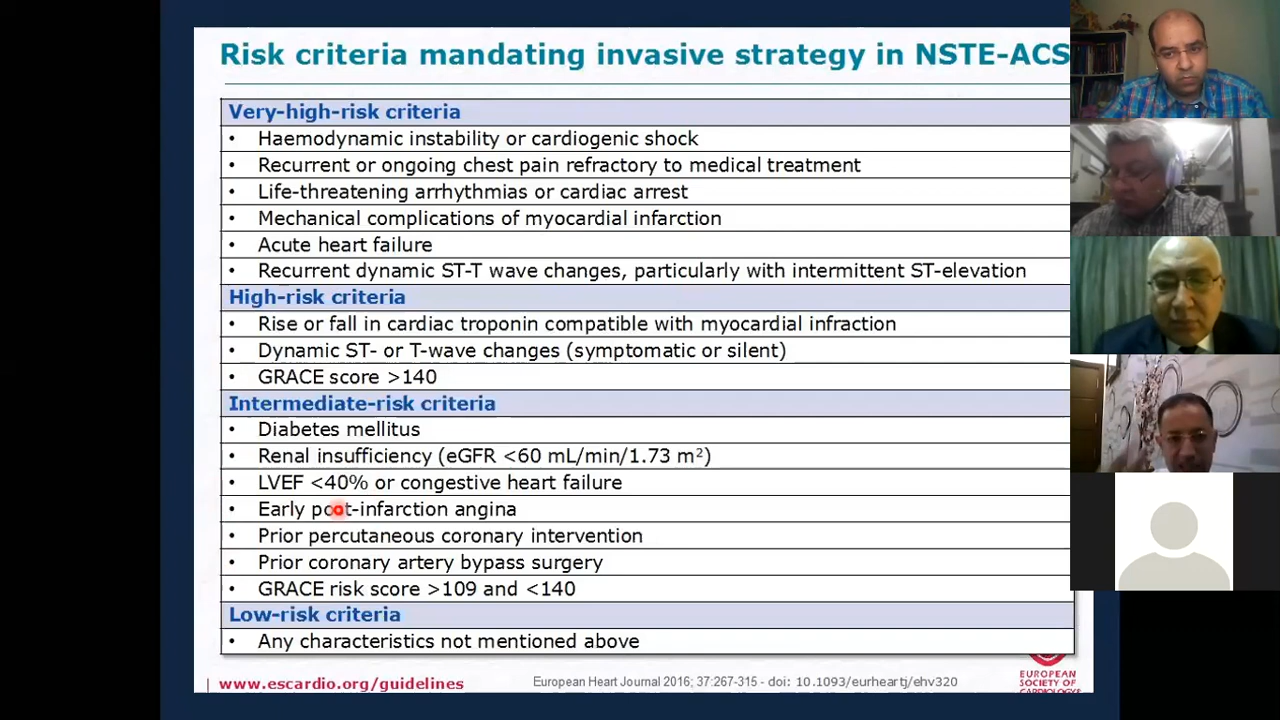 Risk criteria mandating invasive strategy in NSTE-ACS
Very-high-risk criteria
• Haemodynamic instability or cardiogenic shock
• Recurrent or ongoing chest pain refractory to medical treatment
• Life-threatening arrhythmias or cardiac arrest
• Mechanical complications of myocardial infarction
• Acute heart failure
• Recurrent dynamic ST-T wave changes, particularly with intermittent ST-elevation
High-risk criteria
• Rise or fall in cardiac troponin compatible with myocardial infraction
• Dynamic ST- or T-wave changes (symptomatic or silent)
• GRACE score >140
Intermediate-risk criteria
• Diabetes mellitus
• Renal insufficiency (eGFR <60 mL/min/1.73 m²)
• LVEF <40% or congestive heart failure
• Early post-infarction angina
• Prior percutaneous coronary intervention
• Prior coronary artery bypass surgery
• GRACE risk score >109 and <140
Low-risk criteria
• Any characteristics not mentioned above
www.escardio.org/guidelines
European Heart Journal 2016; 37:267-315 - doi: 10.1093/eurheartj/ehv320
EUROPEAN
SOCIETY OF
CARDIOLOGY®